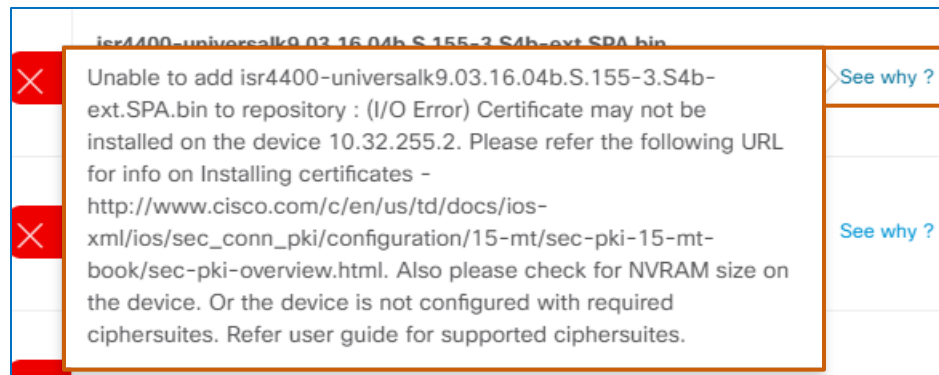 isr4400-universalk9.03.16.04b.S.155-3.S4b-ext.SPA.bin
Unable to add isr4400-universalk9.03.16.04b.S.155-3.S4b-
ext.SPA.bin to repository : (I/O Error) Certificate may not be
installed on the device 10.32.255.2. Please refer the following URL
for info on Installing certificates -
http://www.cisco.com/c/en/us/td/docs/ios-
xml/ios/sec_conn_pki/configuration/15-mt/sec-pki-15-mt-
book/sec-pki-overview.html. Also please check for NVRAM size on
the device. Or the device is not configured with required
ciphersuites. Refer user guide for supported ciphersuites.
See why ?
See why ?